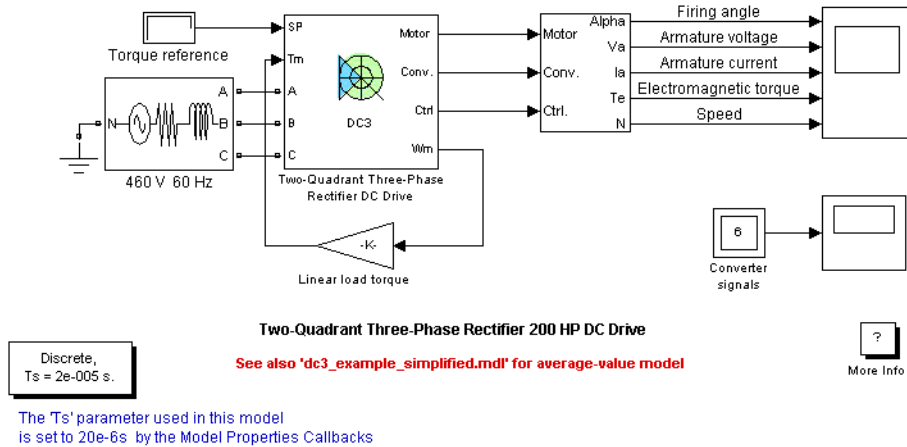 Torque reference
SP
Tm
A
B
C
Motor
Conv.
Ctrl
Wm
DC3
Two-Quadrant Three-Phase
Rectifier DC Drive
N
A
B
C
460 V 60 Hz
-K-
Linear load torque
Motor
Conv.
Ctrl.
Alpha
Va
Ia
Te
N
Firing angle
Armature voltage
Armature current
Electromagnetic torque
Speed
6
Converter
signals
Two-Quadrant Three-Phase Rectifier 200 HP DC Drive
See also 'dc3_example_simplified.mdl' for average-value model
?
More Info
Discrete,
Ts = 2e-005 s.
The 'Ts' parameter used in this model
is set to 20e-6s by the Model Properties Callbacks